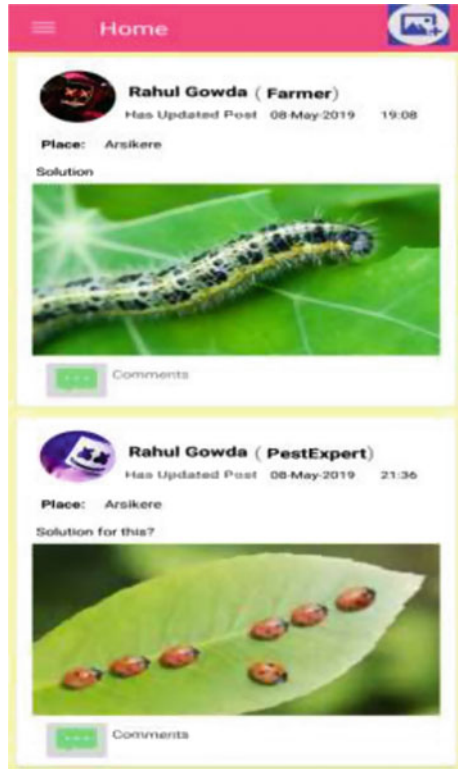 Home
Rahul Gowda ( Farmer)
Has Updated Post 08-May-2019 19:08
Place: Arsikere
Solution
Comments
Rahul Gowda ( PestExpert)
Has Updated Post 08-May-2019 21:36
Place: Arsikere
Solution for this?
Comments